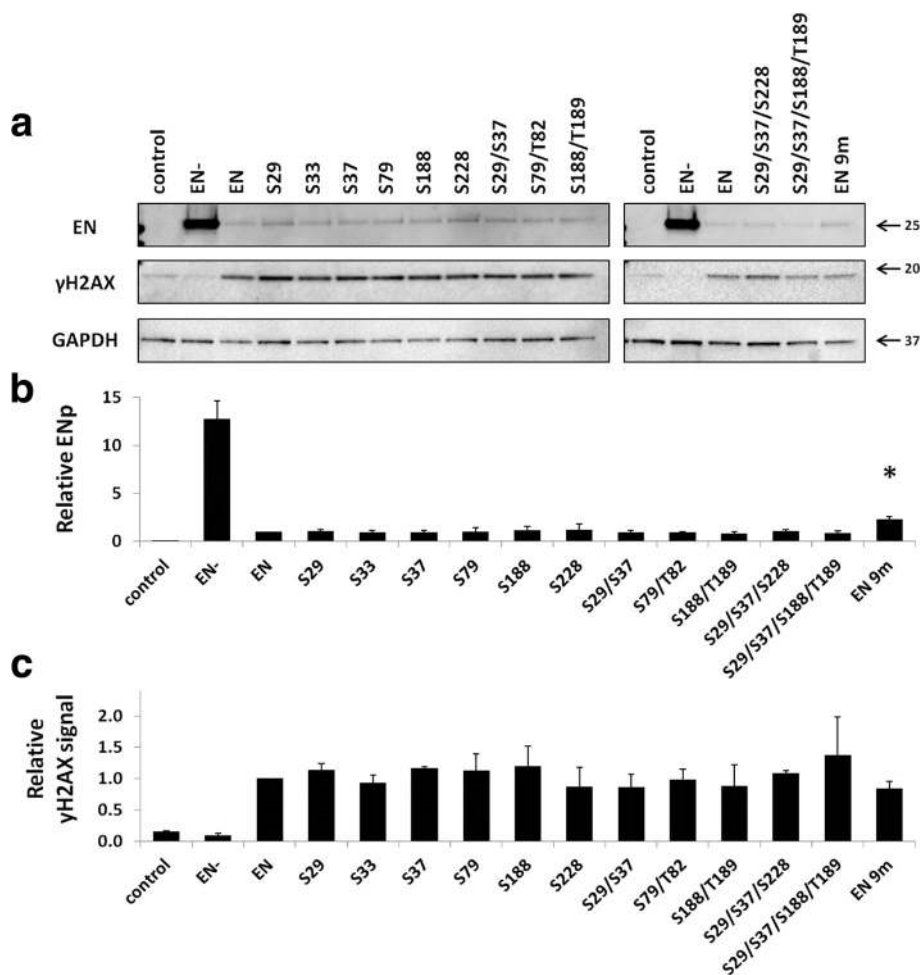 a
control
EN-
EN
S29
S33
S37
S79
S188
S228
S29/S37
S79/T82
S188/T189
control
EN-
EN
S29/S37/S228
S29/S37/S188/T189
EN 9m
EN
25
γH2AX
20
GAPDH
37
b
Relative ENp
15
10
5
0
*
control
EN-
EN
S29
S33
S37
S79
S188
S228
S29/S37
S79/T82
S188/T189
S29/S37/S228
S29/S37/S188/T189
EN 9m
c
Relative
γH2AX signal
2.0
1.5
1.0
0.5
0.0
control
EN-
EN
S29
S33
S37
S79
S188
S228
S29/S37
S79/T82
S188/T189
S29/S37/S228
S29/S37/S188/T189
EN 9m